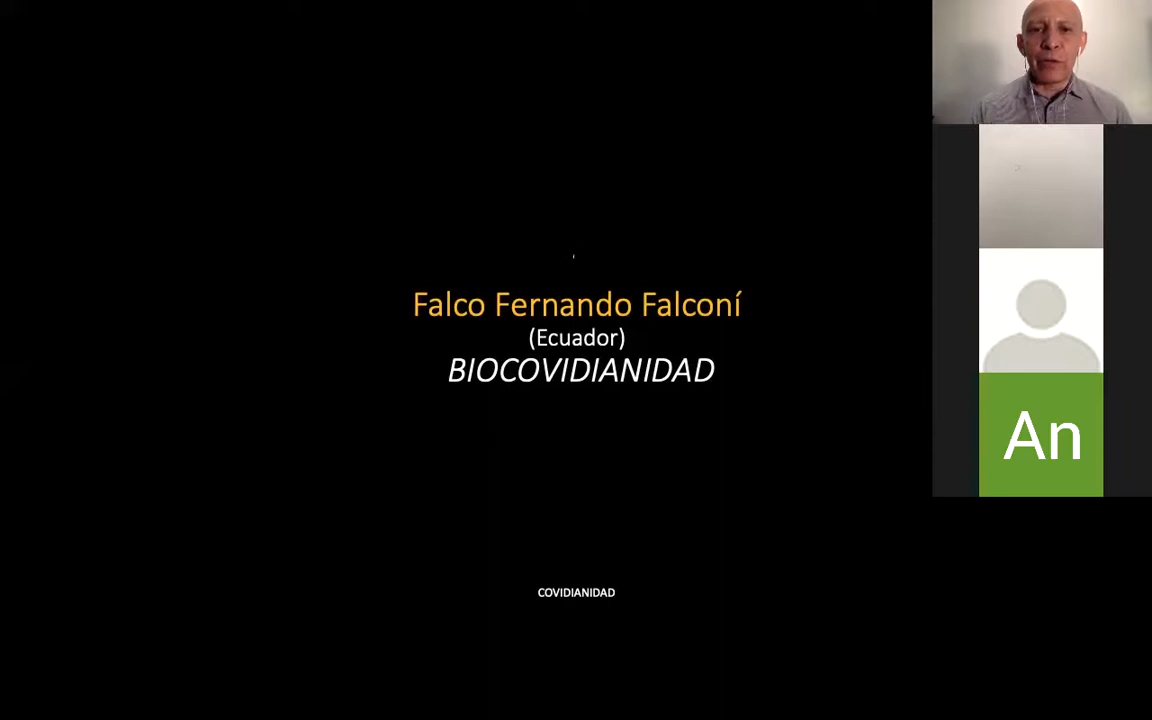 Falco Fernando Falconí
(Ecuador)
BIOCOVIDIANIDAD
An
COVIDIANIDAD